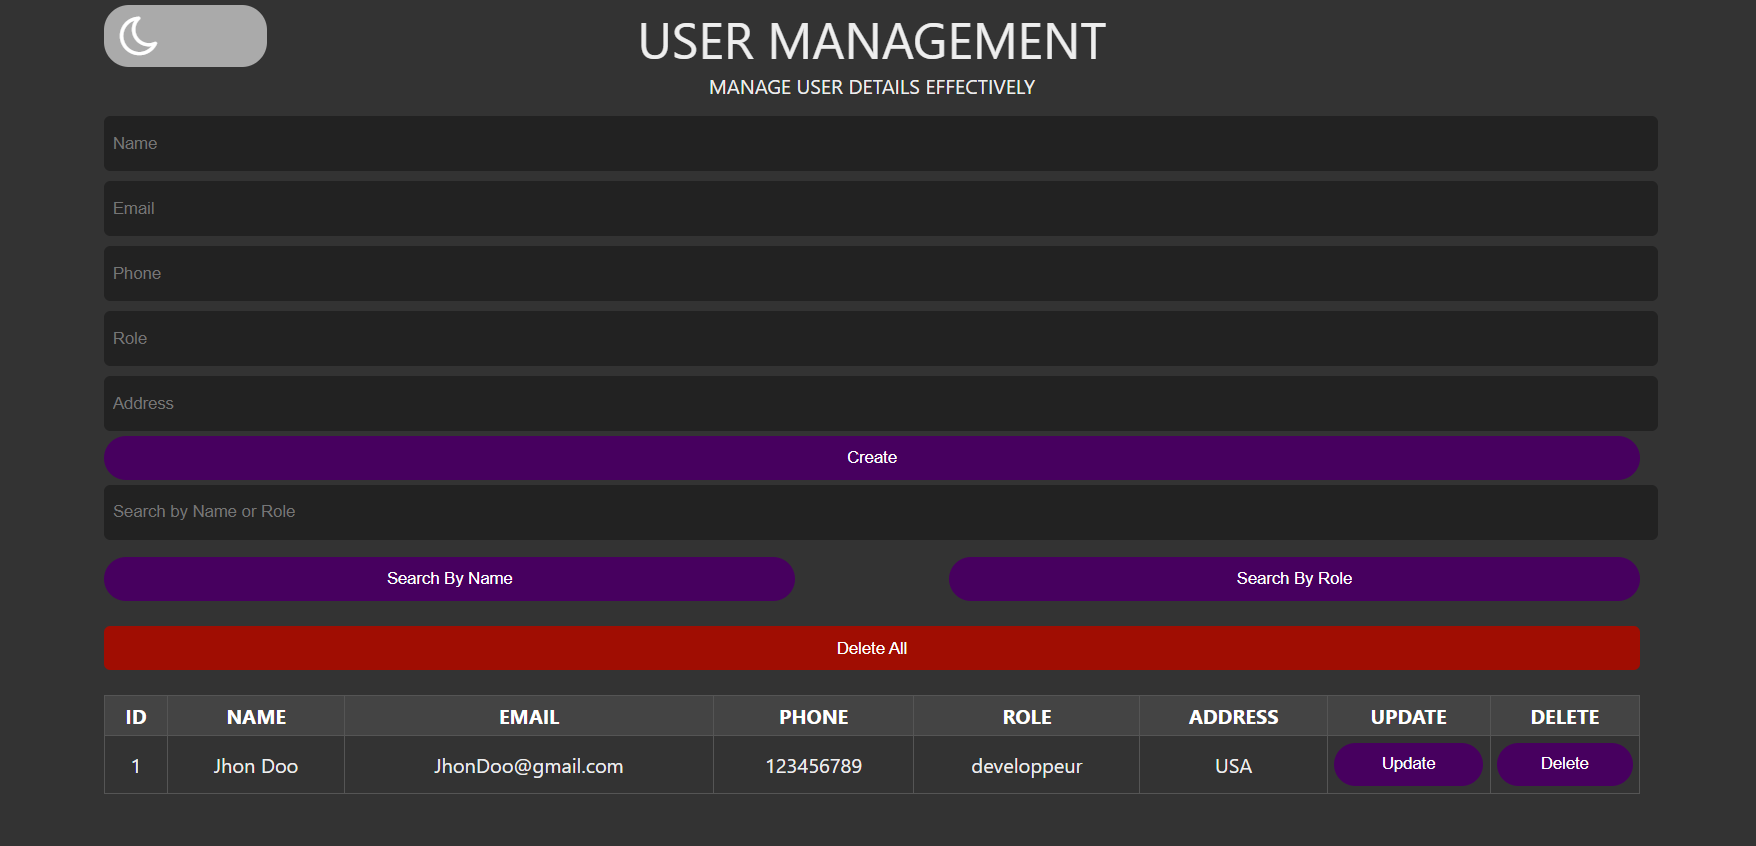 USER MANAGEMENT
MANAGE USER DETAILS EFFECTIVELY
Name
Email
Phone
Role
Address
Create
Search by Name or Role
Search By Name Search By Role
Delete All
ID NAME EMAIL PHONE ROLE ADDRESS UPDATE DELETE
1 Jhon Doo JhonDoo@gmail.com 123456789 developpeur USA Update Delete